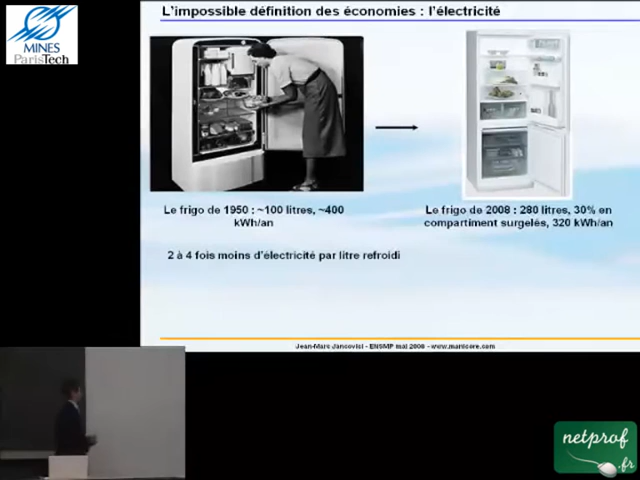 L'impossible définition des économies : l'électricité
MINES
ParisTech
Le frigo de 1950 : ~100 litres, ~400
kWh/an
Le frigo de 2008 : 280 litres, 30% en
compartiment surgelés, 320 kWh/an
2 à 4 fois moins d'électricité par litre refroidi
Jean-Marc Jancovici - ENSMP mai 2008 - www.manicore.com
netprof
.fr